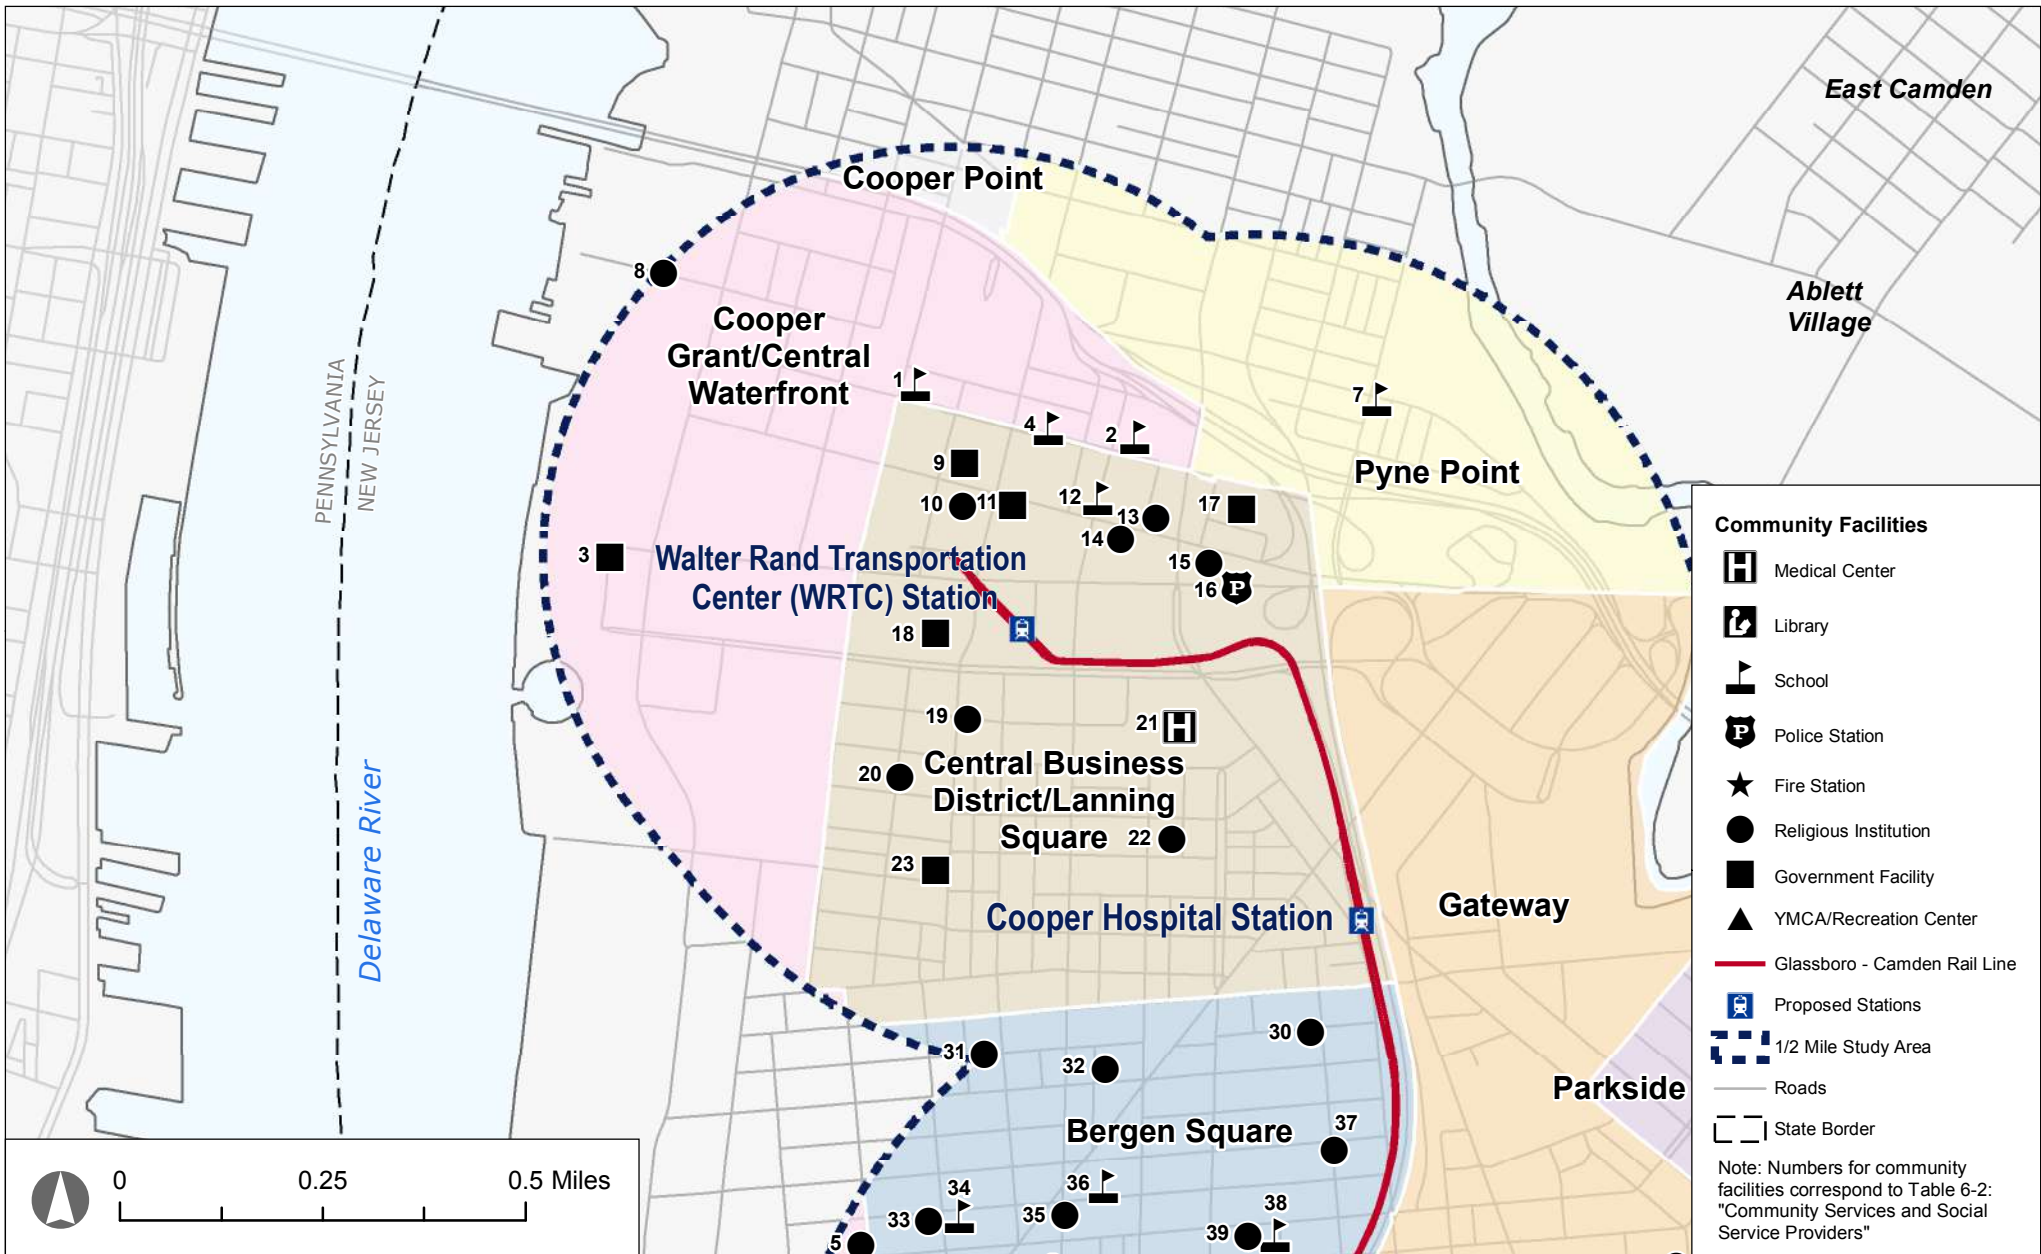 East Camden
Cooper Point
8
Ablett
Village
Cooper
Grant/Central
Waterfront
1
7
4
2
PENNSYLVANIA
NEW JERSEY
9
Pyne Point
10
11
12
13
17
14
3
Walter Rand Transportation
Center (WRTC) Station
15
16
18
19
21
20
Central Business
District/Lanning
Square
22
23
Delaware River
Cooper Hospital Station
Gateway
30
31
32
Parkside
Bergen Square
37
36
34
33
35
38
39
5
0
0.25
0.5 Miles
Community Facilities
H
Medical Center
Library
School
P
Police Station
Fire Station
Religious Institution
Government Facility
YMCA/Recreation Center
Glassboro - Camden Rail Line
Proposed Stations
1/2 Mile Study Area
Roads
State Border
Note: Numbers for community
facilities correspond to Table 6-2:
"Community Services and Social
Service Providers"